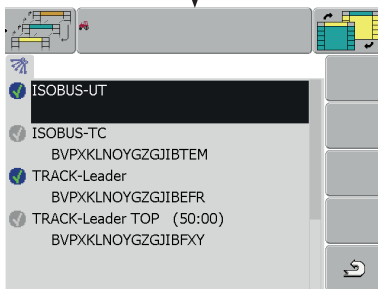 ISOBUS-UT
ISOBUS-TC
BVPXKLNOYGZGJIBTEM
TRACK-Leader
BVPXKLNOYGZGJIBEFR
TRACK-Leader TOP (50:00)
BVPXKLNOYGZGJIBFXY